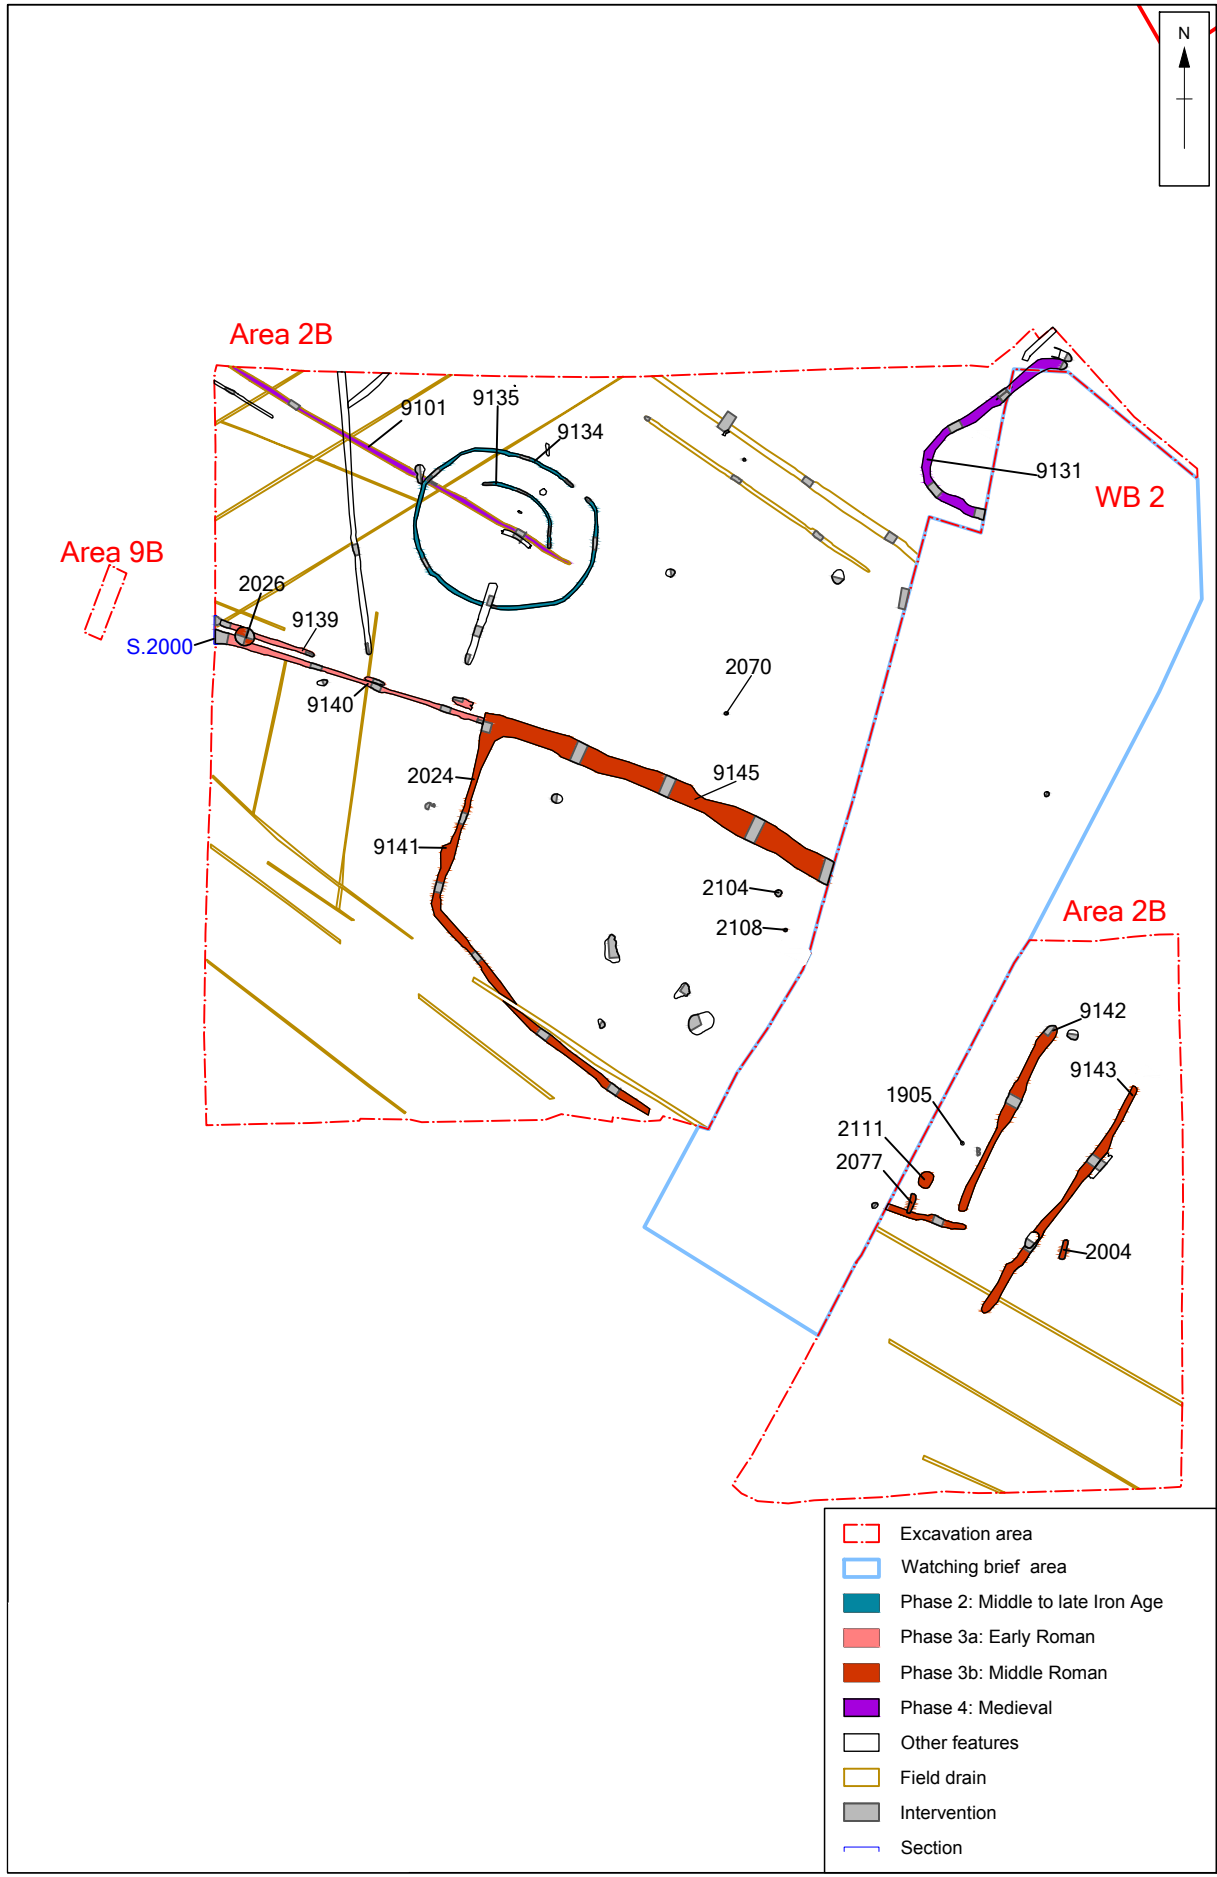 N
Area 2B
9101
9135
9134
9131
WB 2
Area 9B
2026
9139
S.2000
9140
2070
2024
9145
9141
2104
2108
Area 2B
9142
9143
1905
2111
2077
2004
Excavation area
Watching brief area
Phase 2: Middle to late Iron Age
Phase 3a: Early Roman
Phase 3b: Middle Roman
Phase 4: Medieval
Other features
Field drain
Intervention
Section